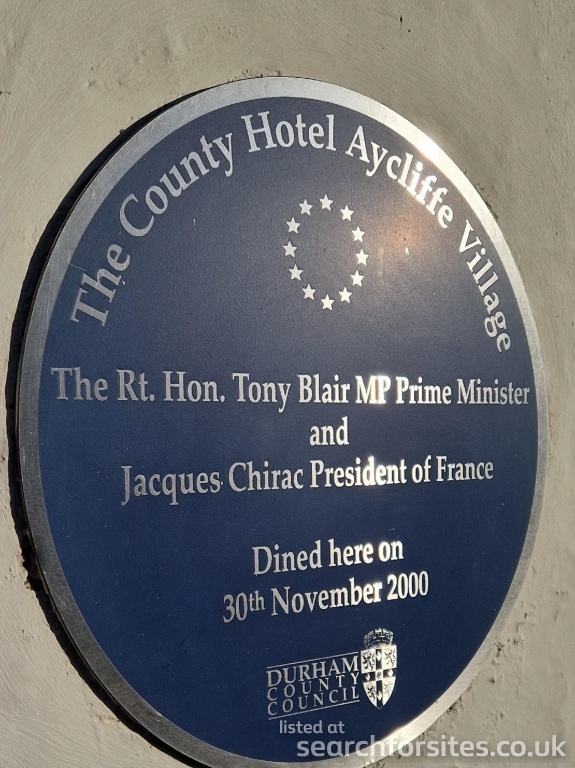 The County Hotel Aycliffe Village
The Rt. Hon. Tony Blair MP Prime Minister
and
Jacques Chirac President of France
Dined here on
30th November 2000
DURHAM
COUNTY
COUNCIL
listed at
searchforsites.co.uk